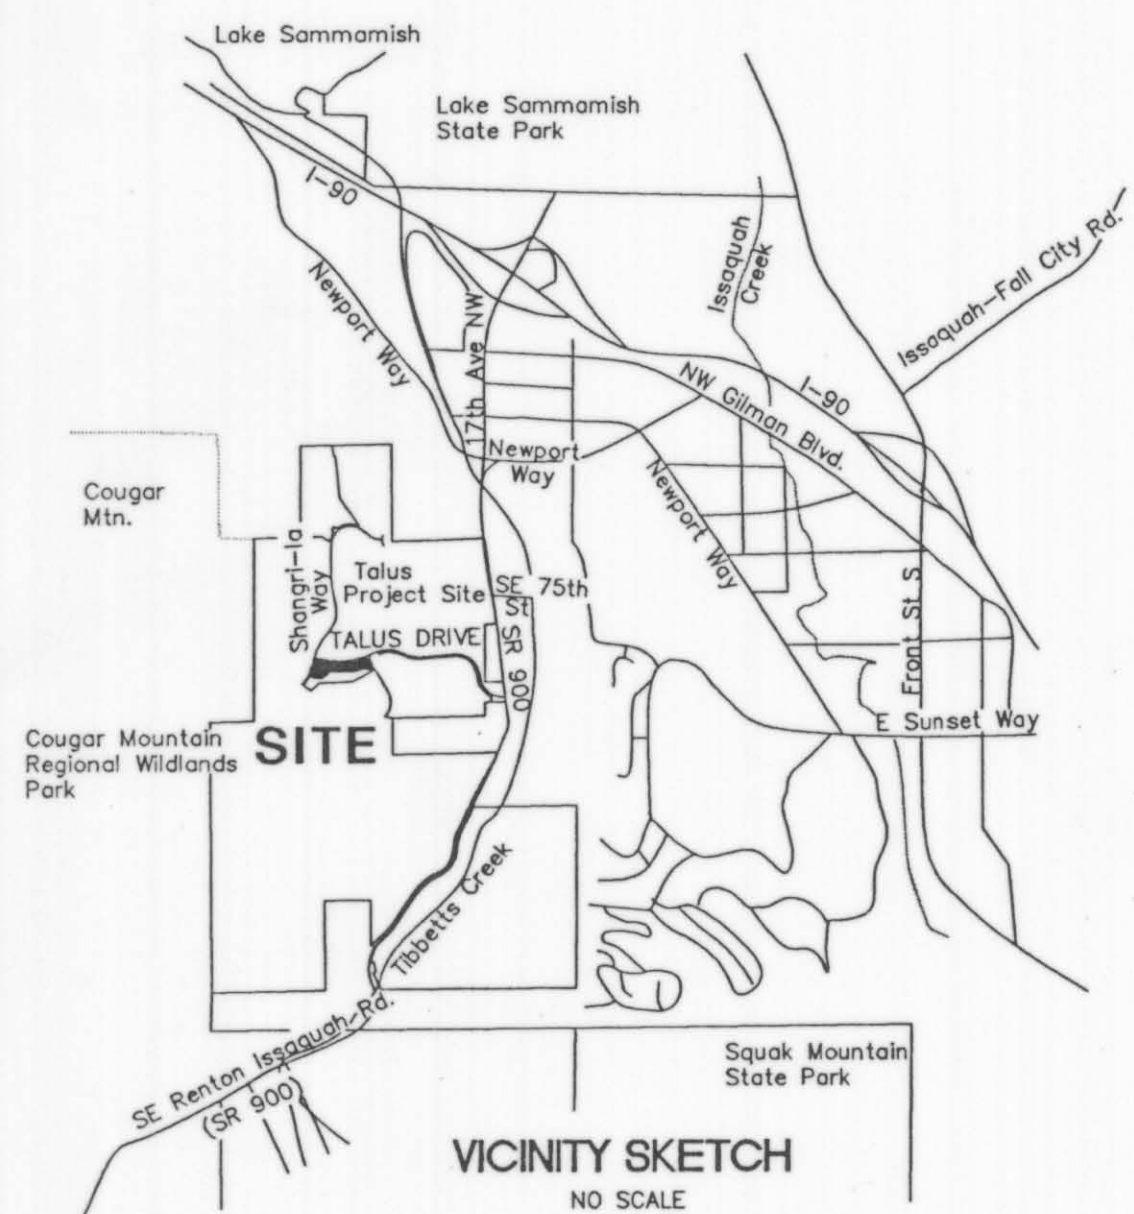 Lake Sammamish
Lake Sammamish
State Park
I-90
Issaquah
Creek
Issaquah-Fall City Rd.
Newport Way
17th Ave NW
NW Gilman Blvd.
I-90
Newport
Way
Newport Way
Cougar
Mtn.
Shangri-la
Way
Talus
Project Site
SE 75th
St
TALUS DRIVE
SR 900
Front St S
E Sunset Way
Cougar Mountain
Regional Wildlands
Park
SITE
Tibbetts Creek
SE Renton Issaquah Rd.
(SR 900)
Squak Mountain
State Park
VICINITY SKETCH
NO SCALE